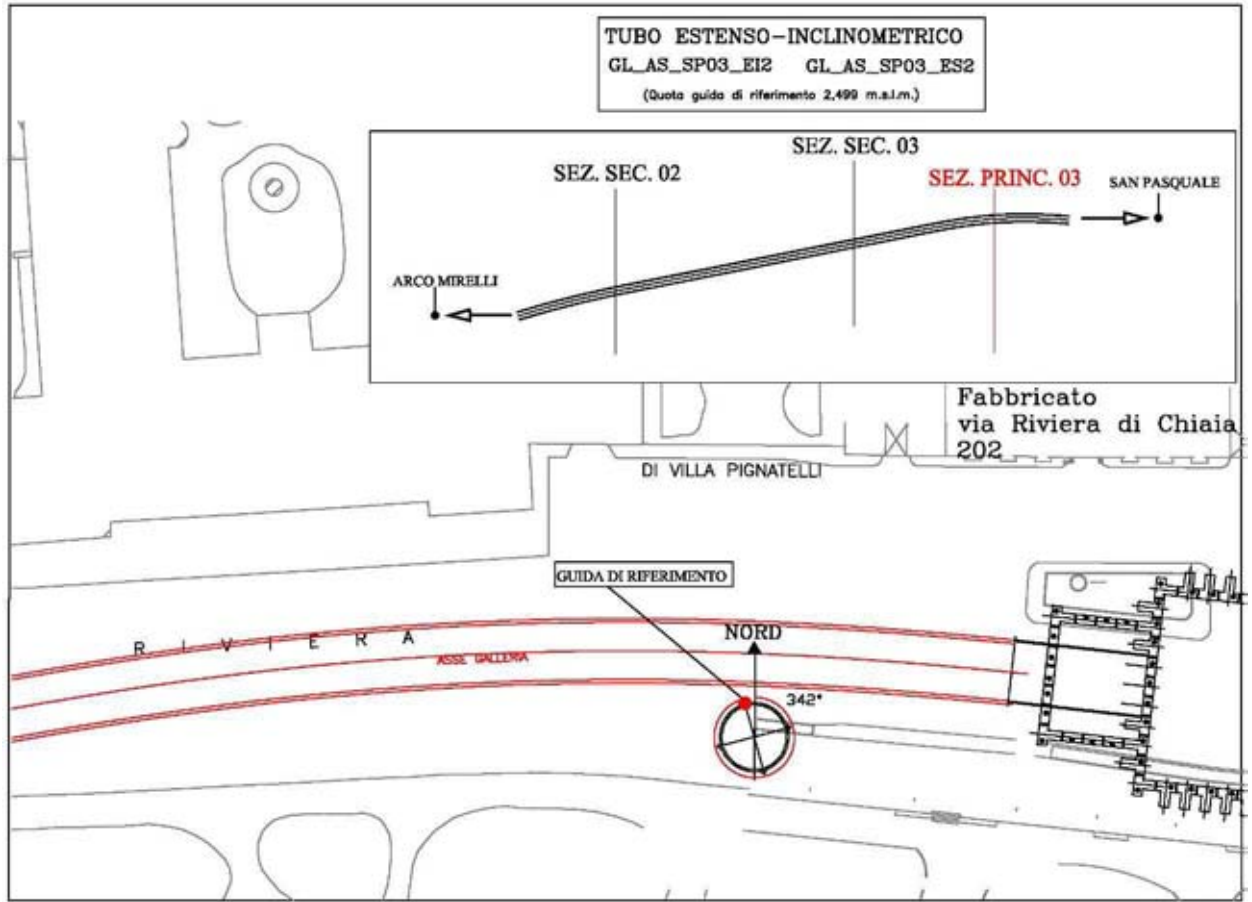 TUBO ESTENSO-INCLINOMETRICO
GL_AS_SP03_EI2 GL_AS_SP03_ES2
(Quota guida di riferimento 2,499 m.s.l.m.)
SEZ. SEC. 02
SEZ. SEC. 03
SEZ. PRINC. 03
SAN PASQUALE
ARCO MIRELLI
Fabbricato
via Riviera di Chiaia
202
DI VILLA PIGNATELLI
GUIDA DI RIFERIMENTO
NORD
RIVIERA
ASSE GALLERIA
342°